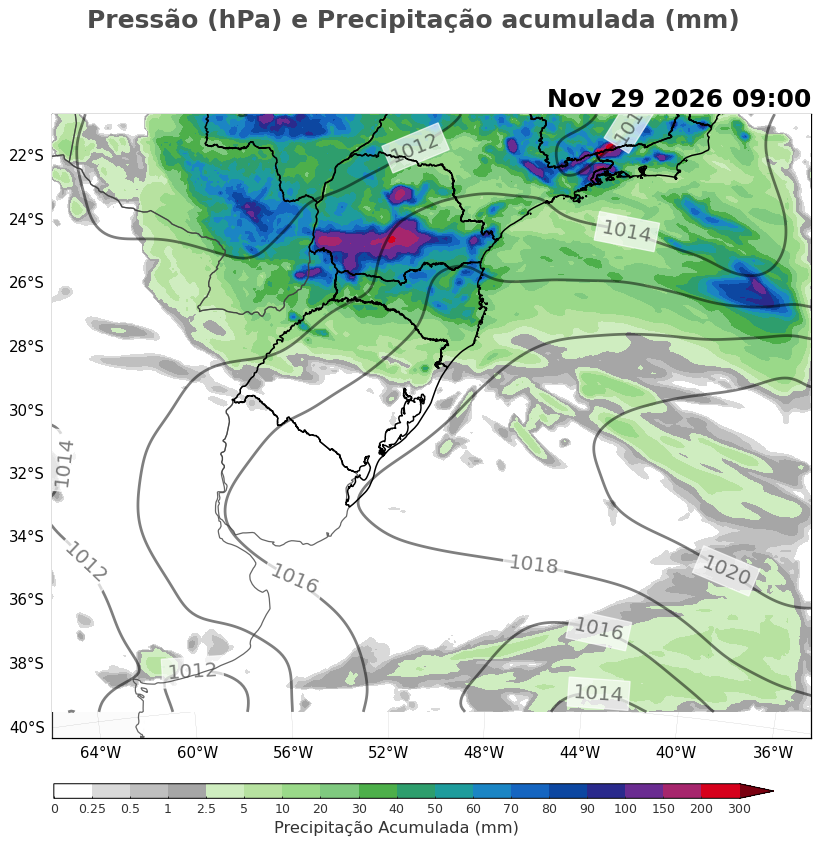 Pressão (hPa) e Precipitação acumulada (mm)
Nov 29 2026 09:00
22°S
24°S
26°S
28°S
30°S
32°S
34°S
36°S
38°S
40°S
1012
1014
1014
1012
1016
1018
1020
1016
1012
1014
64°W 60°W 56°W 52°W 48°W 44°W 40°W 36°W
0 0.25 0.5 1 2.5 5 10 20 30 40 50 60 70 80 90 100 150 200 300
Precipitação Acumulada (mm)